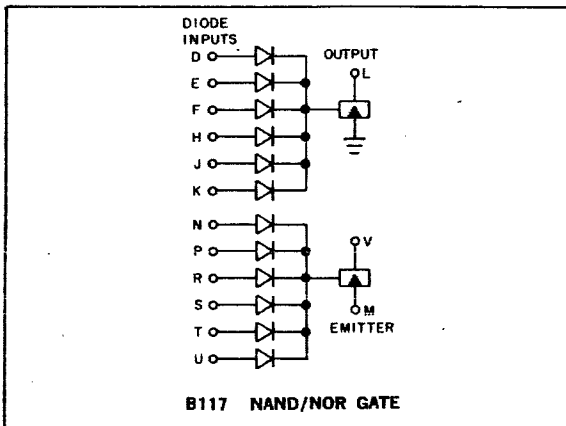 DIODE
INPUTS
OUTPUT
D
L
E
F
H
J
K
N
P
V
R
S
M
T
EMITTER
U
B117 NAND/NOR GATE